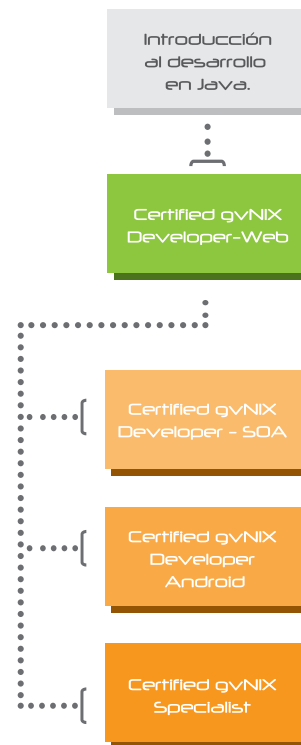 Introducción
al desarrollo
en Java.
Certified gvNIX
Developer-Web
Certified gvNIX
Developer - SOA
Certified gvNIX
Developer
Android
Certified gvNIX
Specialist